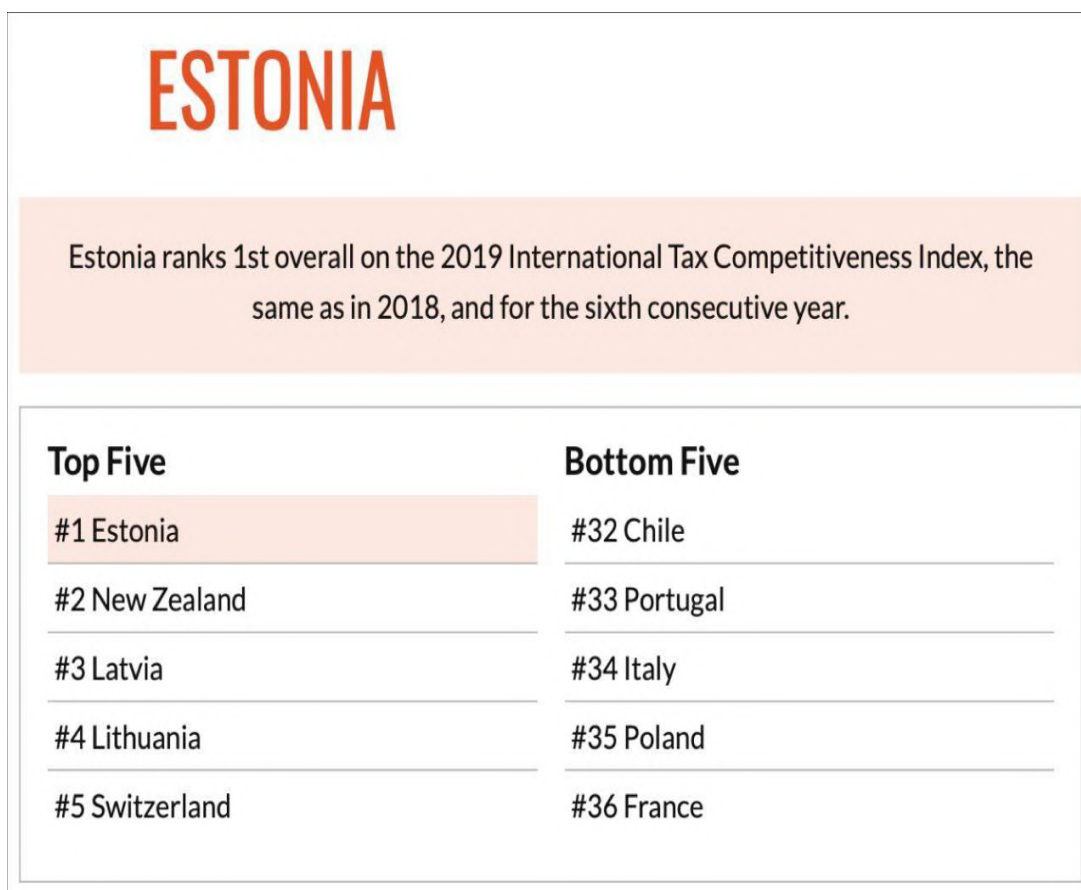 ESTONIA
Estonia ranks 1st overall on the 2019 International Tax Competitiveness Index, the
same as in 2018, and for the sixth consecutive year.
Top Five
#1 Estonia
#2 New Zealand
#3 Latvia
#4 Lithuania
#5 Switzerland
Bottom Five
#32 Chile
#33 Portugal
#34 Italy
#35 Poland
#36 France